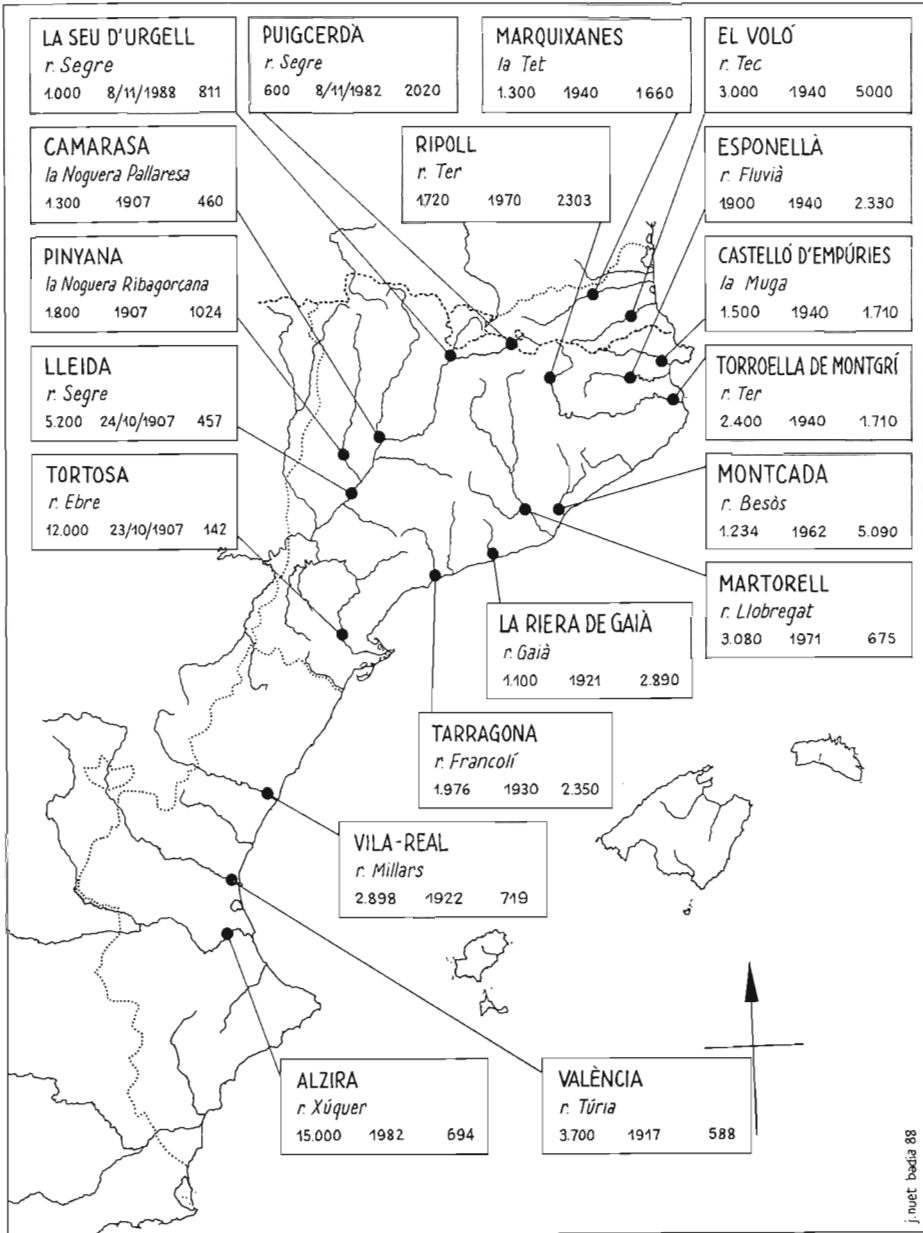 LA SEU D'URGELL
r. Segre
1.000 8/11/1988 811
PUIGCERDÀ
r. Segre
600 8/11/1982 2020
MARQUIXANES
la Tet
1.300 1940 1660
EL VOLÓ
r. Tec
3.000 1940 5000
CAMARASA
la Noguera Pallaresa
1.300 1907 460
RIPOLL
r. Ter
1.720 1970 2303
ESPONELLÀ
r. Fluvià
1.900 1940 2.330
PINYANA
la Noguera Ribagorçana
1.800 1907 1024
CASTELLÓ D'EMPÚRIES
la Muga
1.500 1940 1.710
LLEIDA
r. Segre
5.200 24/10/1907 457
TORROELLA DE MONTGRÍ
r. Ter
2.400 1940 1.710
TORTOSA
r. Ebre
12.000 23/10/1907 142
MONTCADA
r. Besòs
1.234 1962 5.090
MARTORELL
r. Llobregat
3.080 1971 675
LA RIERA DE GAIÀ
r. Gaià
1.100 1921 2.890
TARRAGONA
r. Francolí
1.976 1930 2.350
VILA-REAL
r. Millars
2.898 1922 719
ALZIRA
r. Xúquer
15.000 1982 694
VALÈNCIA
r. Túria
3.700 1917 588
j. nuet badia 88